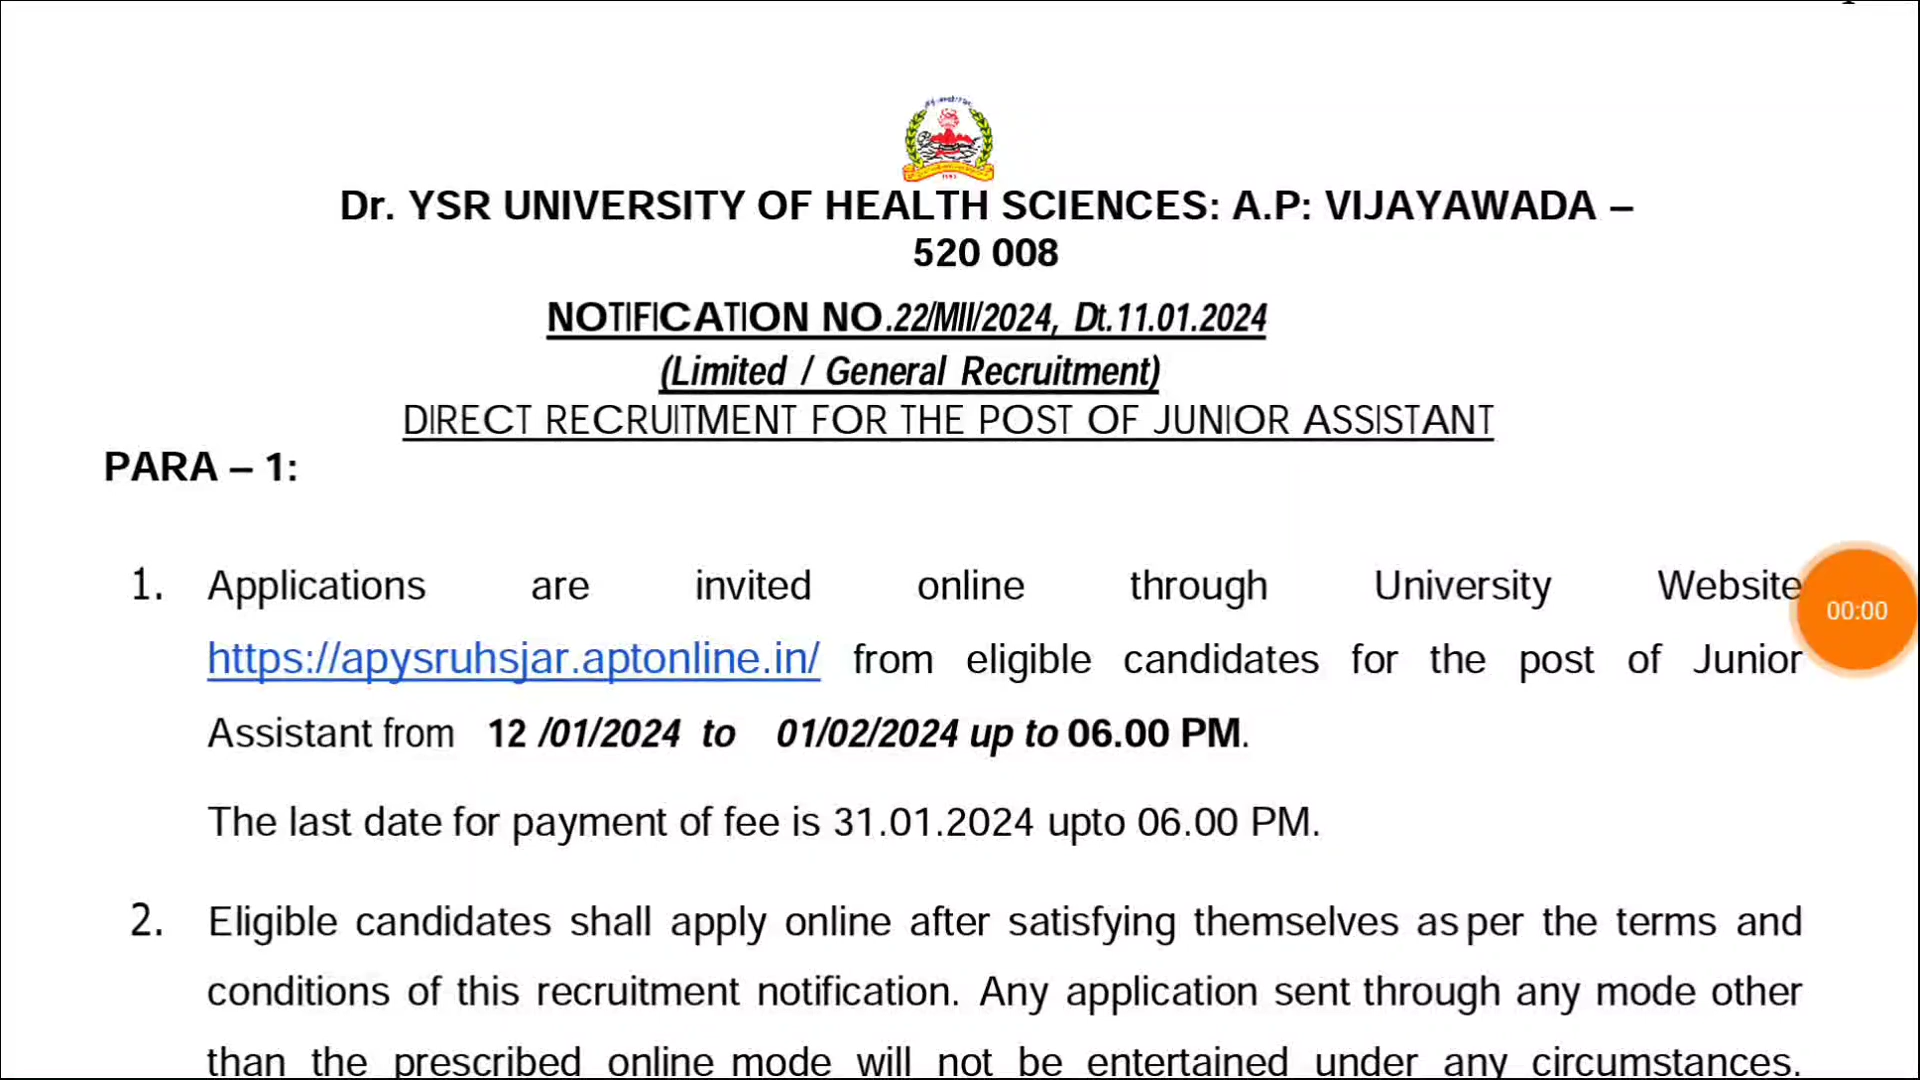 Dr. YSR UNIVERSITY OF HEALTH SCIENCES: A.P: VIJAYAWADA –
520 008
NOTIFICATION NO.22/MII/2024, Dt.11.01.2024
(Limited / General Recruitment)
DIRECT RECRUITMENT FOR THE POST OF JUNIOR ASSISTANT
PARA – 1:
1. Applications are invited online through University Website
https://apysruhsjar.aptonline.in/ from eligible candidates for the post of Junior
Assistant from 12 /01/2024 to 01/02/2024 up to 06.00 PM.
00:00
The last date for payment of fee is 31.01.2024 upto 06.00 PM.
2. Eligible candidates shall apply online after satisfying themselves as per the terms and
conditions of this recruitment notification. Any application sent through any mode other
than the prescribed online mode will not be entertained under any circumstances.